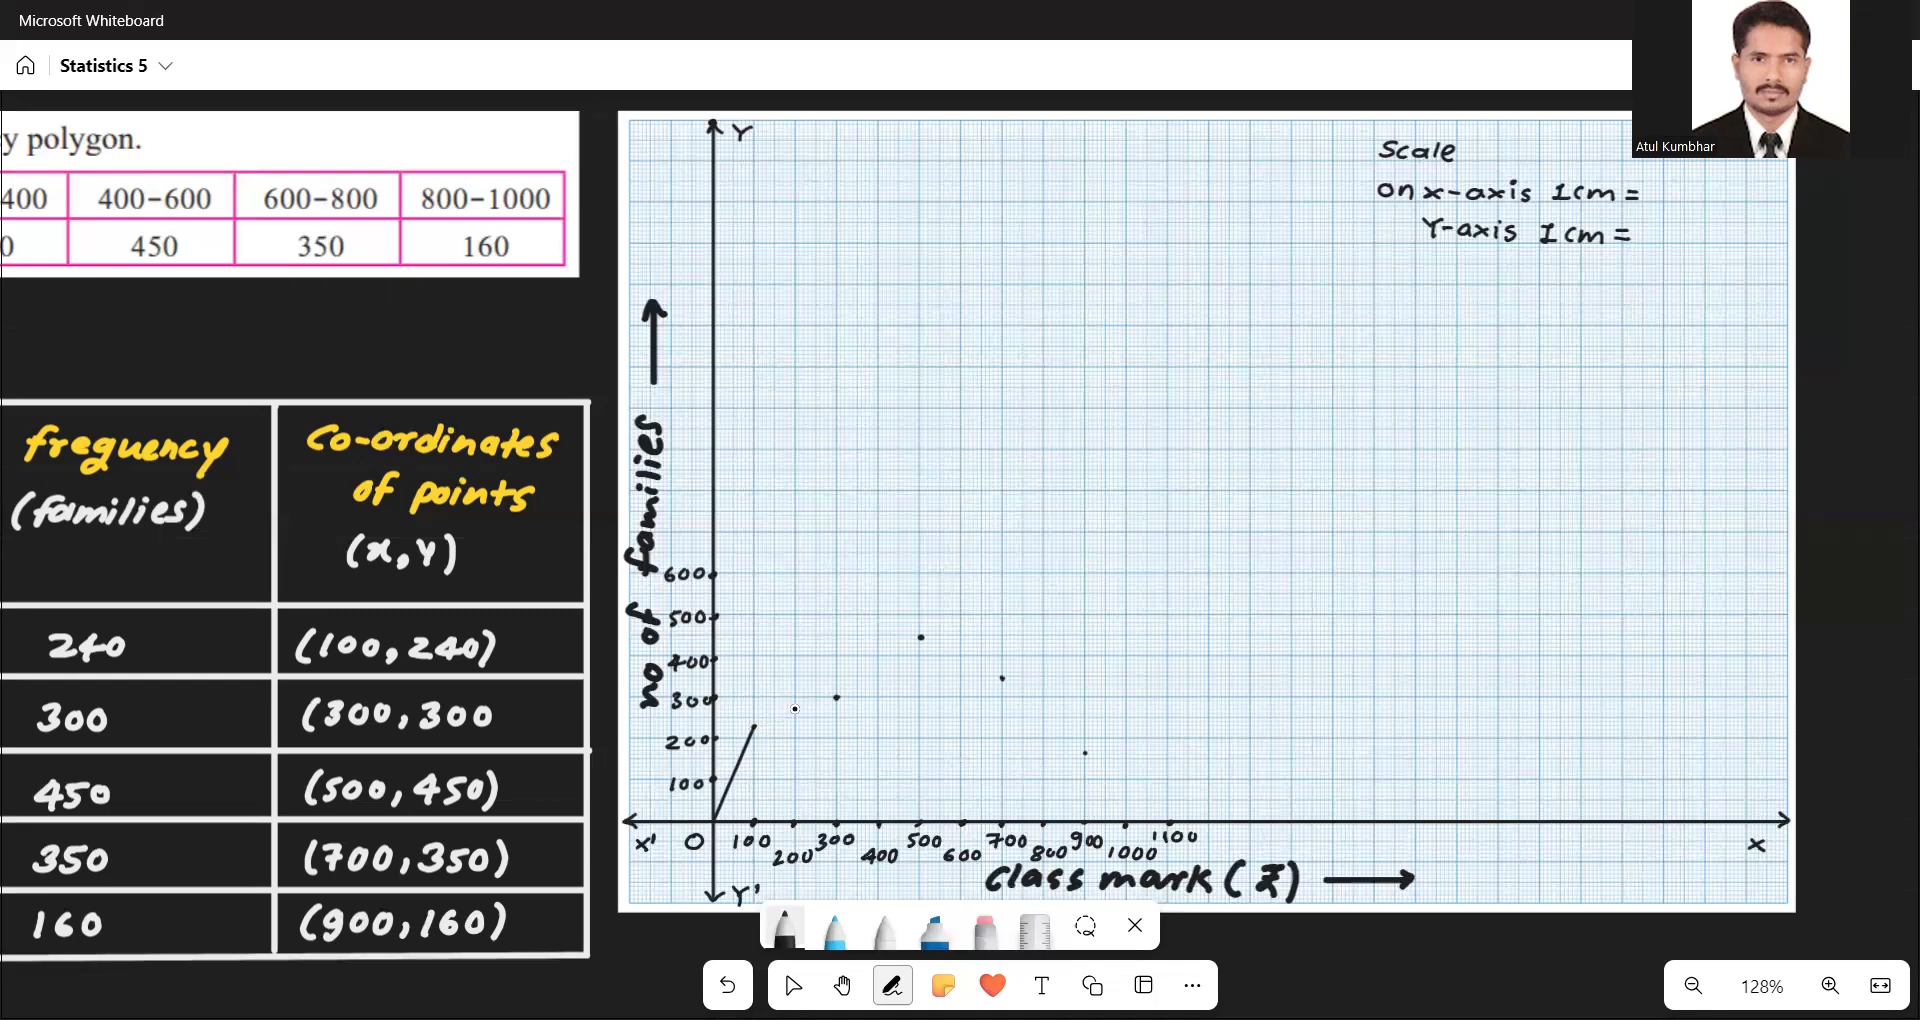 Microsoft Whiteboard
Statistics 5
Atul Kumbhar
y polygon.
400 400-600 600-800 800-1000
0 450 350 160
frequency
(families)
Co-ordinates
of points
(x,Y)
240 (100,240)
300 (300,300
450 (500,450)
350 (700,350)
160 (900,160)
Y
Scale
on x-axis 1cm =
Y-axis 1cm =
no of families
600
500
400
300
200
100
X' O 100 200 300 400 500 600 700 800 900 1000 1100 X
Y'
Class mark (₹)
128%